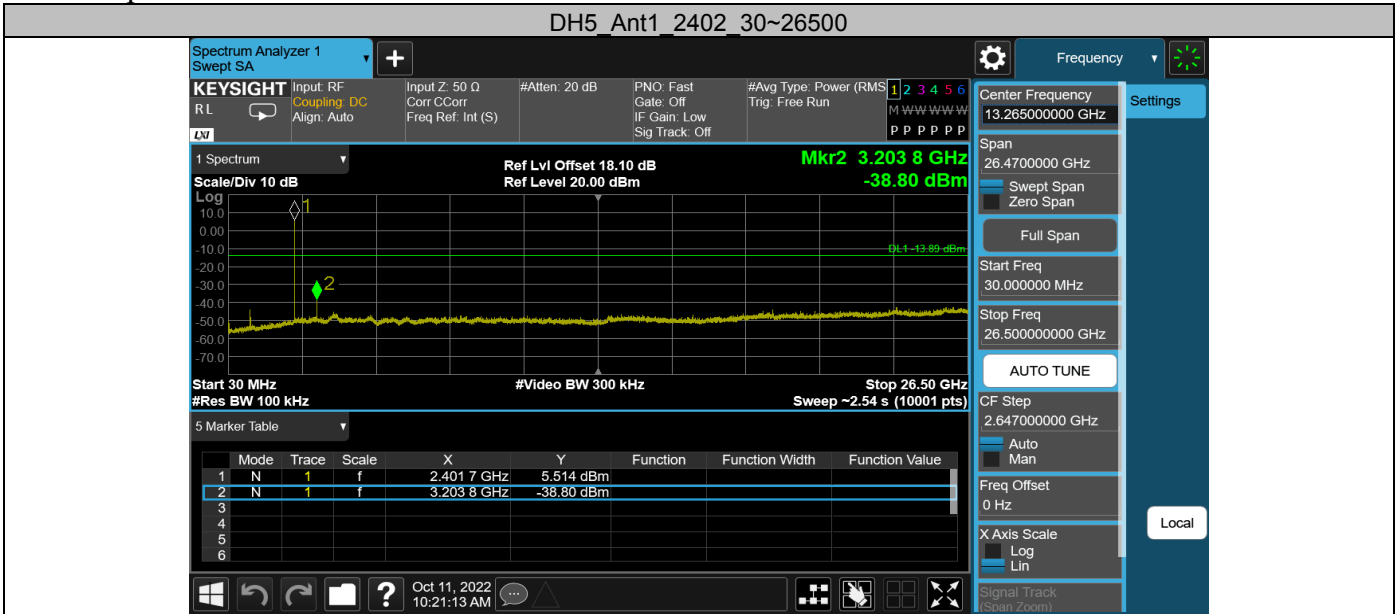 DH5_Ant1_2402_30~26500
Spectrum Analyzer 1
Swept SA
+
Frequency
KEYSIGHT
RL
LXI
Input: RF
Coupling: DC
Align: Auto
Input Z: 50 Ω
Corr CCorr
Freq Ref: Int (S)
#Atten: 20 dB
PNO: Fast
Gate: Off
IF Gain: Low
Sig Track: Off
#Avg Type: Power (RMS
Trig: Free Run
1 2 3 4 5 6
M W W W W W
P P P P P P
1 Spectrum
Scale/Div 10 dB
Ref Lvl Offset 18.10 dB
Ref Level 20.00 dBm
Mkr2 3.203 8 GHz
-38.80 dBm
Log
10.0
0.00
-10.0
-20.0
-30.0
-40.0
-50.0
-60.0
-70.0
1
2
DL1 -13.89 dBm
Start 30 MHz
#Video BW 300 kHz
Stop 26.50 GHz
#Res BW 100 kHz
Sweep ~2.54 s (10001 pts)
5 Marker Table
Mode Trace Scale X Y Function Function Width Function Value
1 N 1 f 2.401 7 GHz 5.514 dBm
2 N 1 f 3.203 8 GHz -38.80 dBm
3
4
5
6
Center Frequency
13.265000000 GHz
Span
26.4700000 GHz
Swept Span
Zero Span
Full Span
Start Freq
30.000000 MHz
Stop Freq
26.500000000 GHz
AUTO TUNE
CF Step
2.647000000 GHz
Auto
Man
Freq Offset
0 Hz
X Axis Scale
Log
Lin
Signal Track
(Span Zoom)
Settings
Local
?
Oct 11, 2022
10:21:13 AM